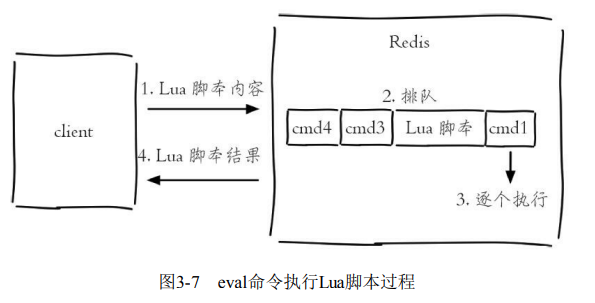 Redis
1. Lua 脚本内容
2. 排队
client
cmd4 cmd3 Lua 脚本 cmd1
4. Lua 脚本结果
3. 逐个执行
图3-7 eval命令执行Lua脚本过程